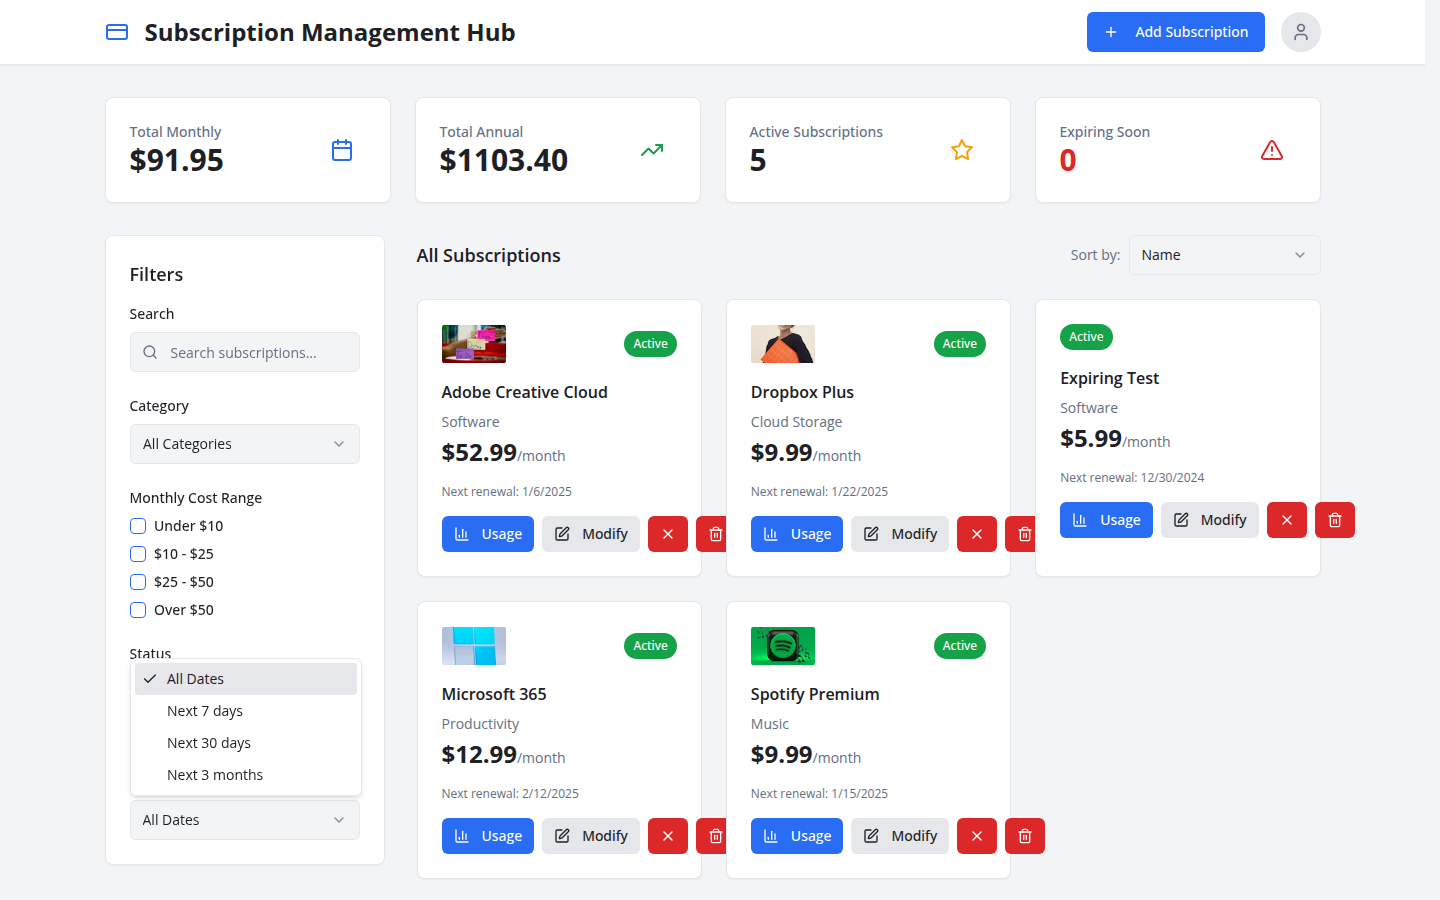 Subscription Management Hub
Add Subscription
Total Monthly
$91.95
Total Annual
$1103.40
Active Subscriptions
5
Expiring Soon
0
Filters
Search
Search subscriptions...
Category
All Categories
Monthly Cost Range
Under $10
$10 - $25
$25 - $50
Over $50
Status
All Dates
Next 7 days
Next 30 days
Next 3 months
All Dates
All Subscriptions
Sort by:
Name
Active
Adobe Creative Cloud
Software
$52.99/month
Next renewal: 1/6/2025
Usage
Modify
Active
Dropbox Plus
Cloud Storage
$9.99/month
Next renewal: 1/22/2025
Usage
Modify
Active
Expiring Test
Software
$5.99/month
Next renewal: 12/30/2024
Usage
Modify
Active
Microsoft 365
Productivity
$12.99/month
Next renewal: 2/12/2025
Usage
Modify
Active
Spotify Premium
Music
$9.99/month
Next renewal: 1/15/2025
Usage
Modify